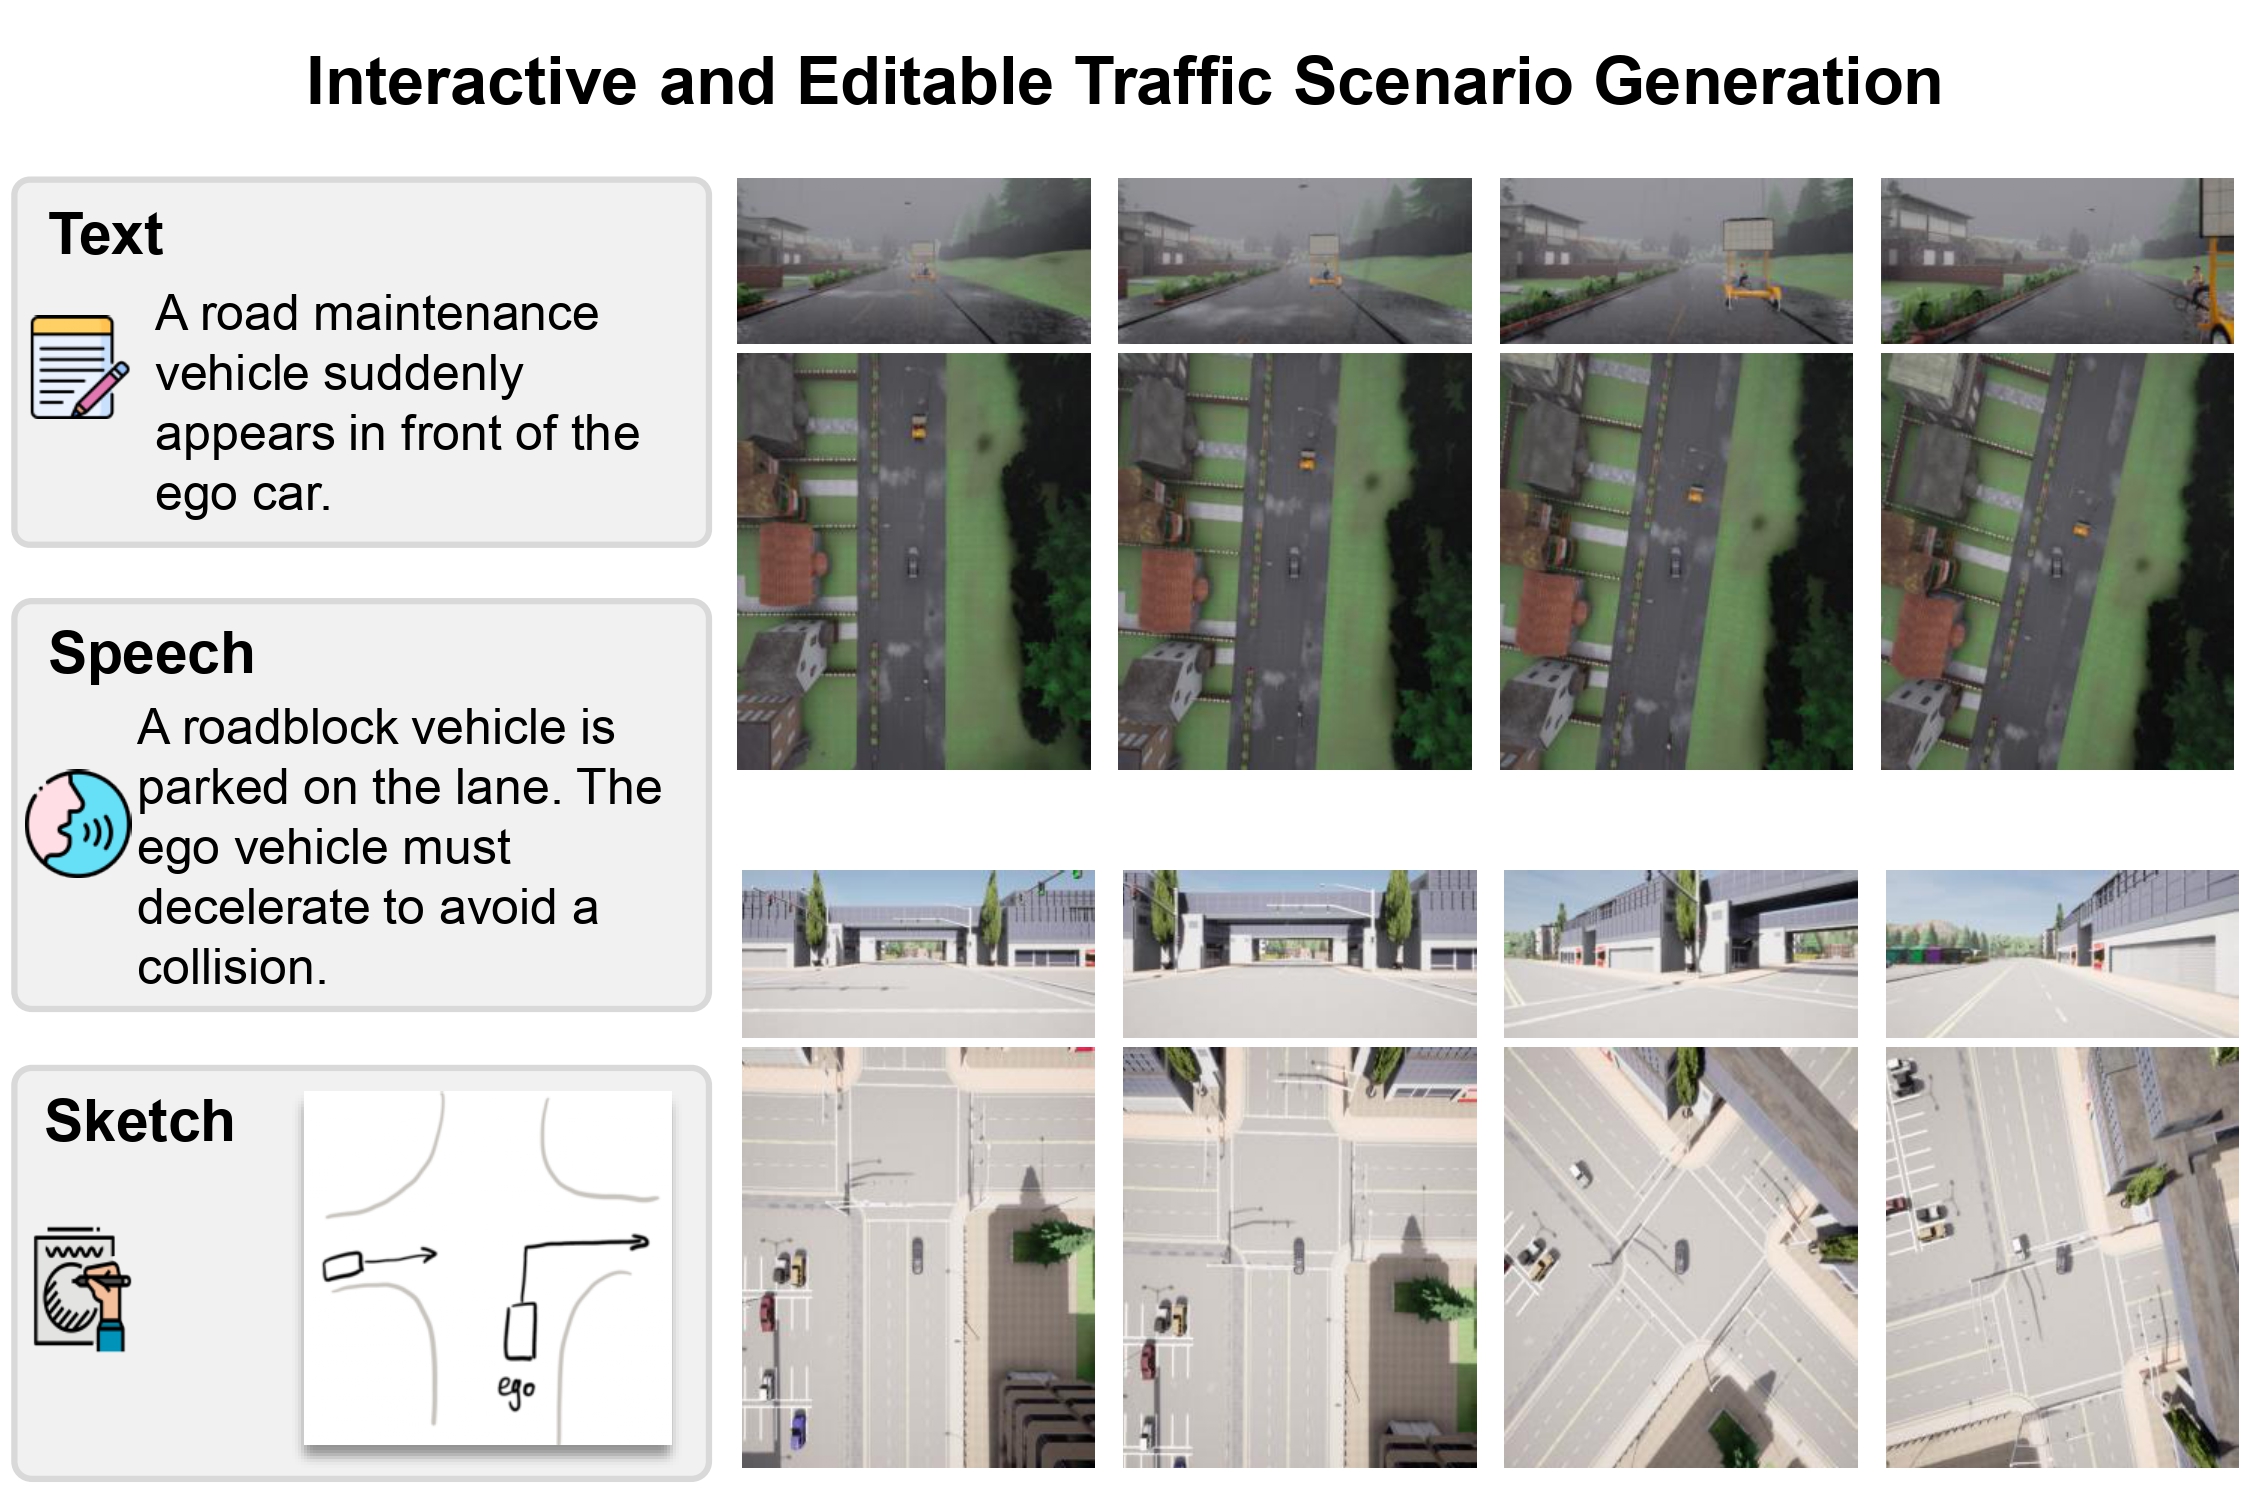 Interactive and Editable Traffic Scenario Generation
Text
A road maintenance
vehicle suddenly
appears in front of the
ego car.
Speech
A roadblock vehicle is
parked on the lane. The
ego vehicle must
decelerate to avoid a
collision.
Sketch
ego